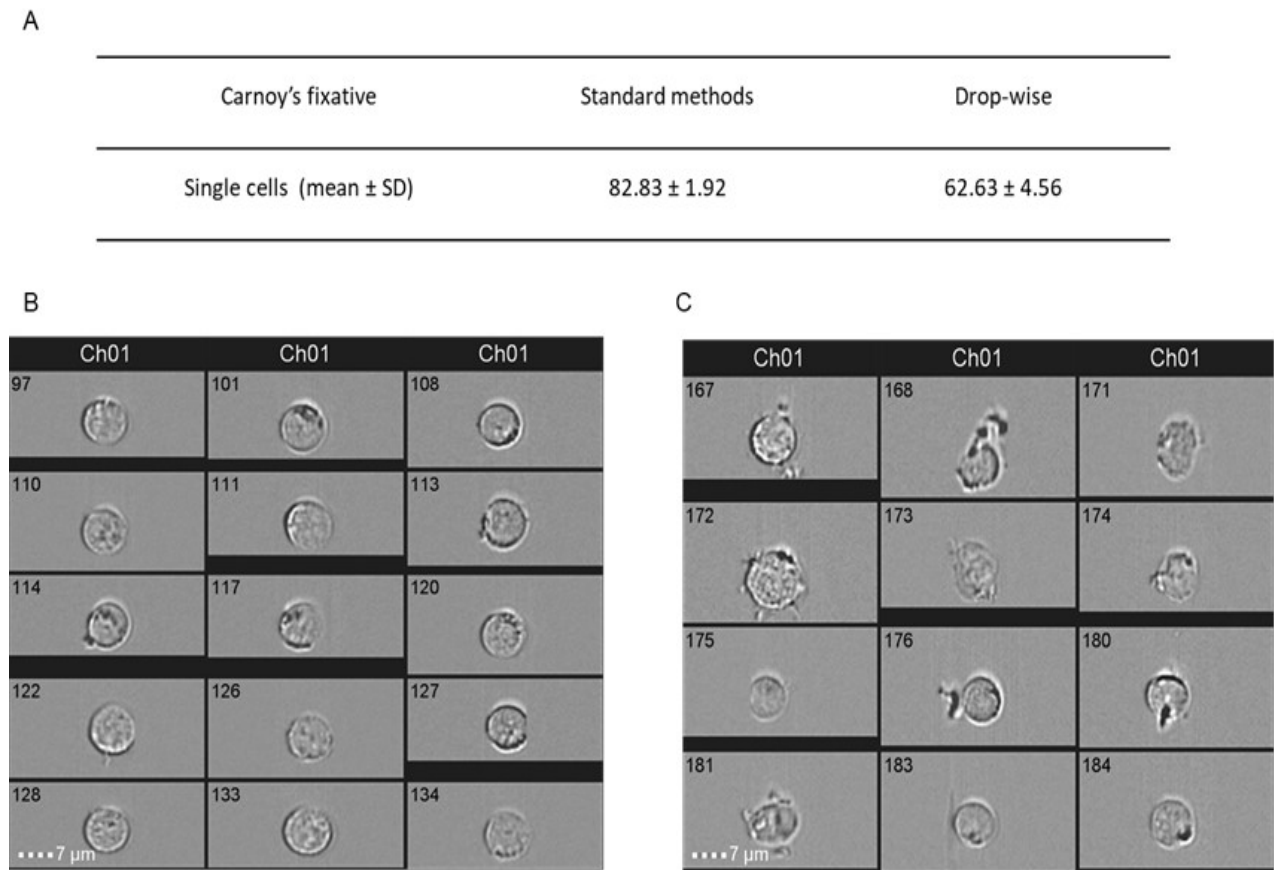 A
Carnoy's fixative Standard methods Drop-wise
Single cells (mean ± SD) 82.83 ± 1.92 62.63 ± 4.56
B
Ch01 Ch01 Ch01
97 101 108
110 111 113
114 117 120
122 126 127
128 133 134
7 µm
C
Ch01 Ch01 Ch01
167 168 171
172 173 174
175 176 180
181 183 184
7 µm